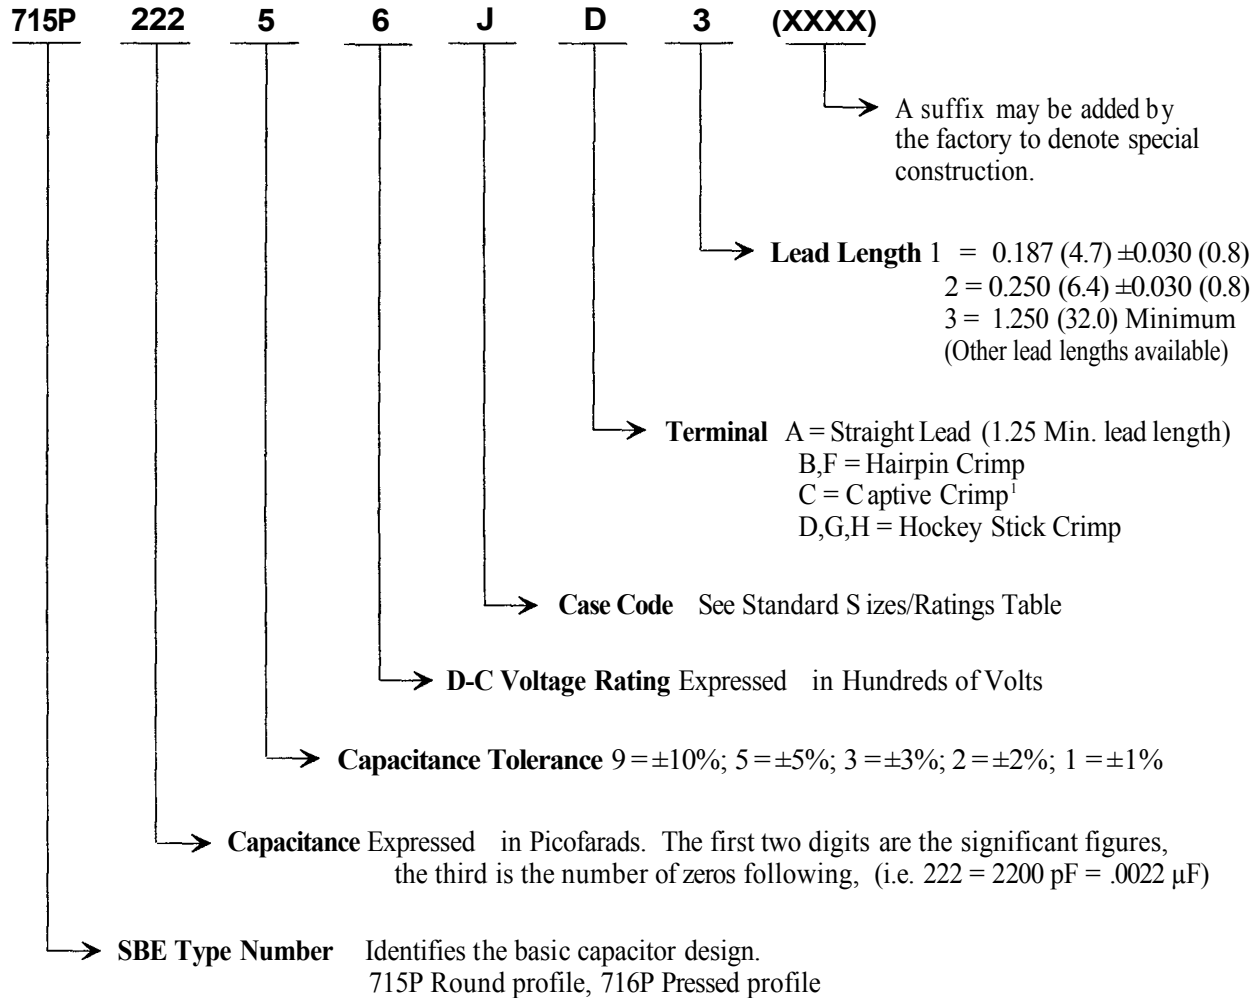 715P 222 5 6 J D 3 (XXXX)
A suffix may be added by
the factory to denote special
construction.
Lead Length 1 = 0.187 (4.7) ±0.030 (0.8)
2 = 0.250 (6.4) ±0.030 (0.8)
3 = 1.250 (32.0) Minimum
(Other lead lengths available)
Terminal A = Straight Lead (1.25 Min. lead length)
B,F = Hairpin Crimp
C = Captive Crimp¹
D,G,H = Hockey Stick Crimp
Case Code See Standard Sizes/Ratings Table
D-C Voltage Rating Expressed in Hundreds of Volts
Capacitance Tolerance 9 = ±10%; 5 = ±5%; 3 = ±3%; 2 = ±2%; 1 = ±1%
Capacitance Expressed in Picofarads. The first two digits are the significant figures,
the third is the number of zeros following, (i.e. 222 = 2200 pF = .0022 µF)
SBE Type Number Identifies the basic capacitor design.
715P Round profile, 716P Pressed profile